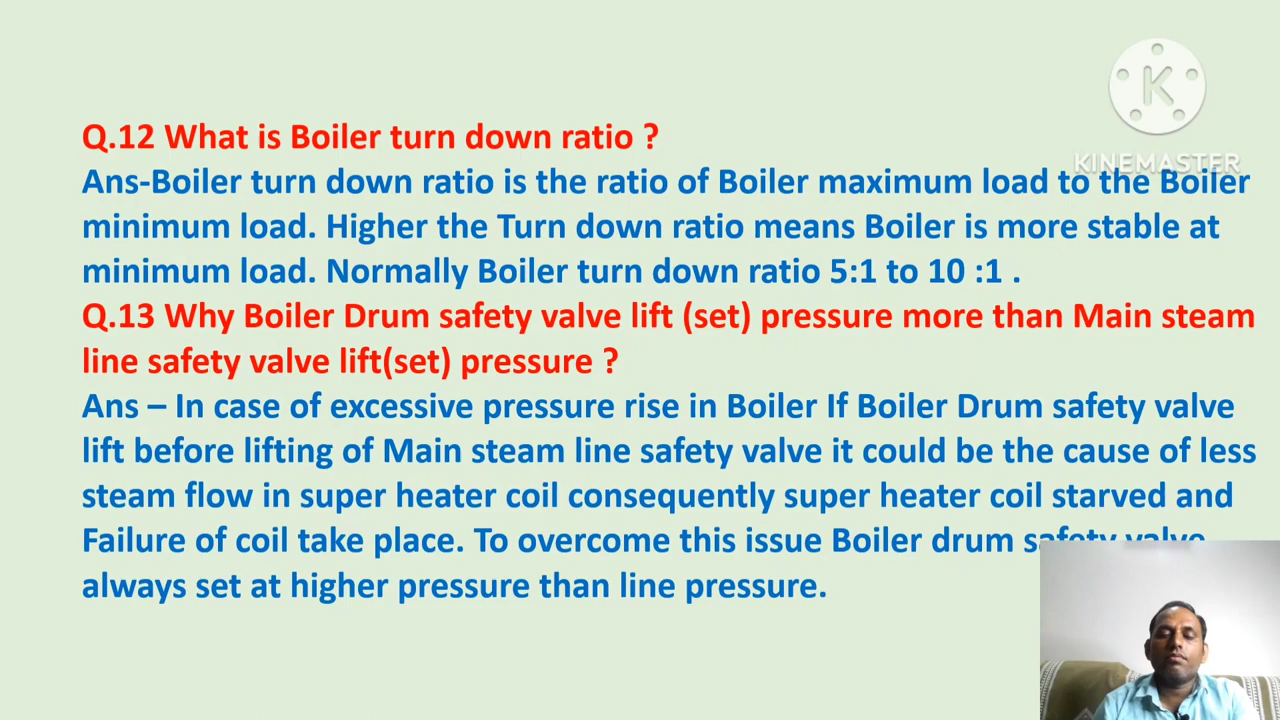 Q.12 What is Boiler turn down ratio ?
Ans-Boiler turn down ratio is the ratio of Boiler maximum load to the Boiler
minimum load. Higher the Turn down ratio means Boiler is more stable at
minimum load. Normally Boiler turn down ratio 5:1 to 10 :1 .
Q.13 Why Boiler Drum safety valve lift (set) pressure more than Main steam
line safety valve lift(set) pressure ?
Ans – In case of excessive pressure rise in Boiler If Boiler Drum safety valve
lift before lifting of Main steam line safety valve it could be the cause of less
steam flow in super heater coil consequently super heater coil starved and
Failure of coil take place. To overcome this issue Boiler drum safety valve
always set at higher pressure than line pressure.
K
KINEMASTER